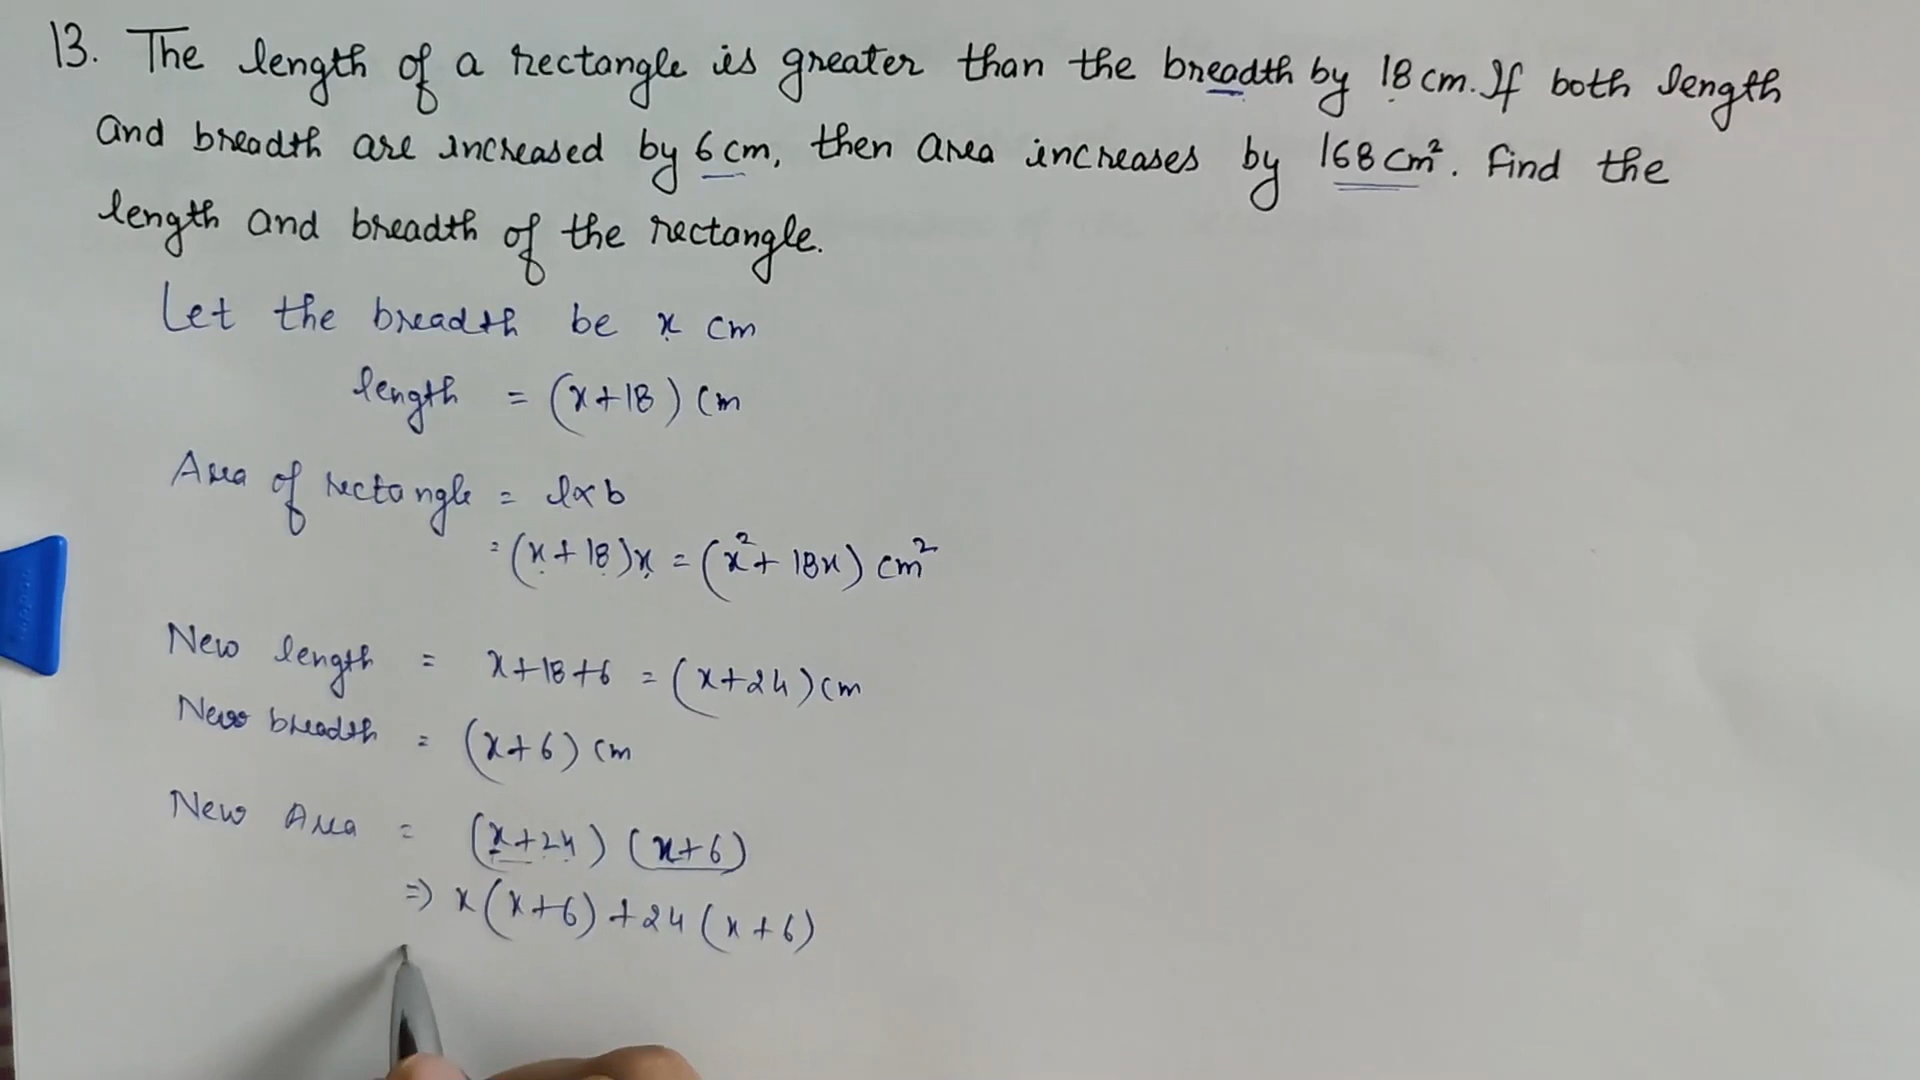 13. The length of a rectangle is greater than the breadth by 18 cm. If both length
and breadth are increased by 6 cm, then area increases by 168 cm². Find the
length and breadth of the rectangle.
Let the breadth be x cm
length = (x+18) cm
Area of rectangle = l×b
= (x+18)x = (x²+18x) cm²
New length = x+18+6 = (x+24) cm
New breadth = (x+6) cm
New Area = (x+24) (x+6)
⇒ x(x+6)+24(x+6)